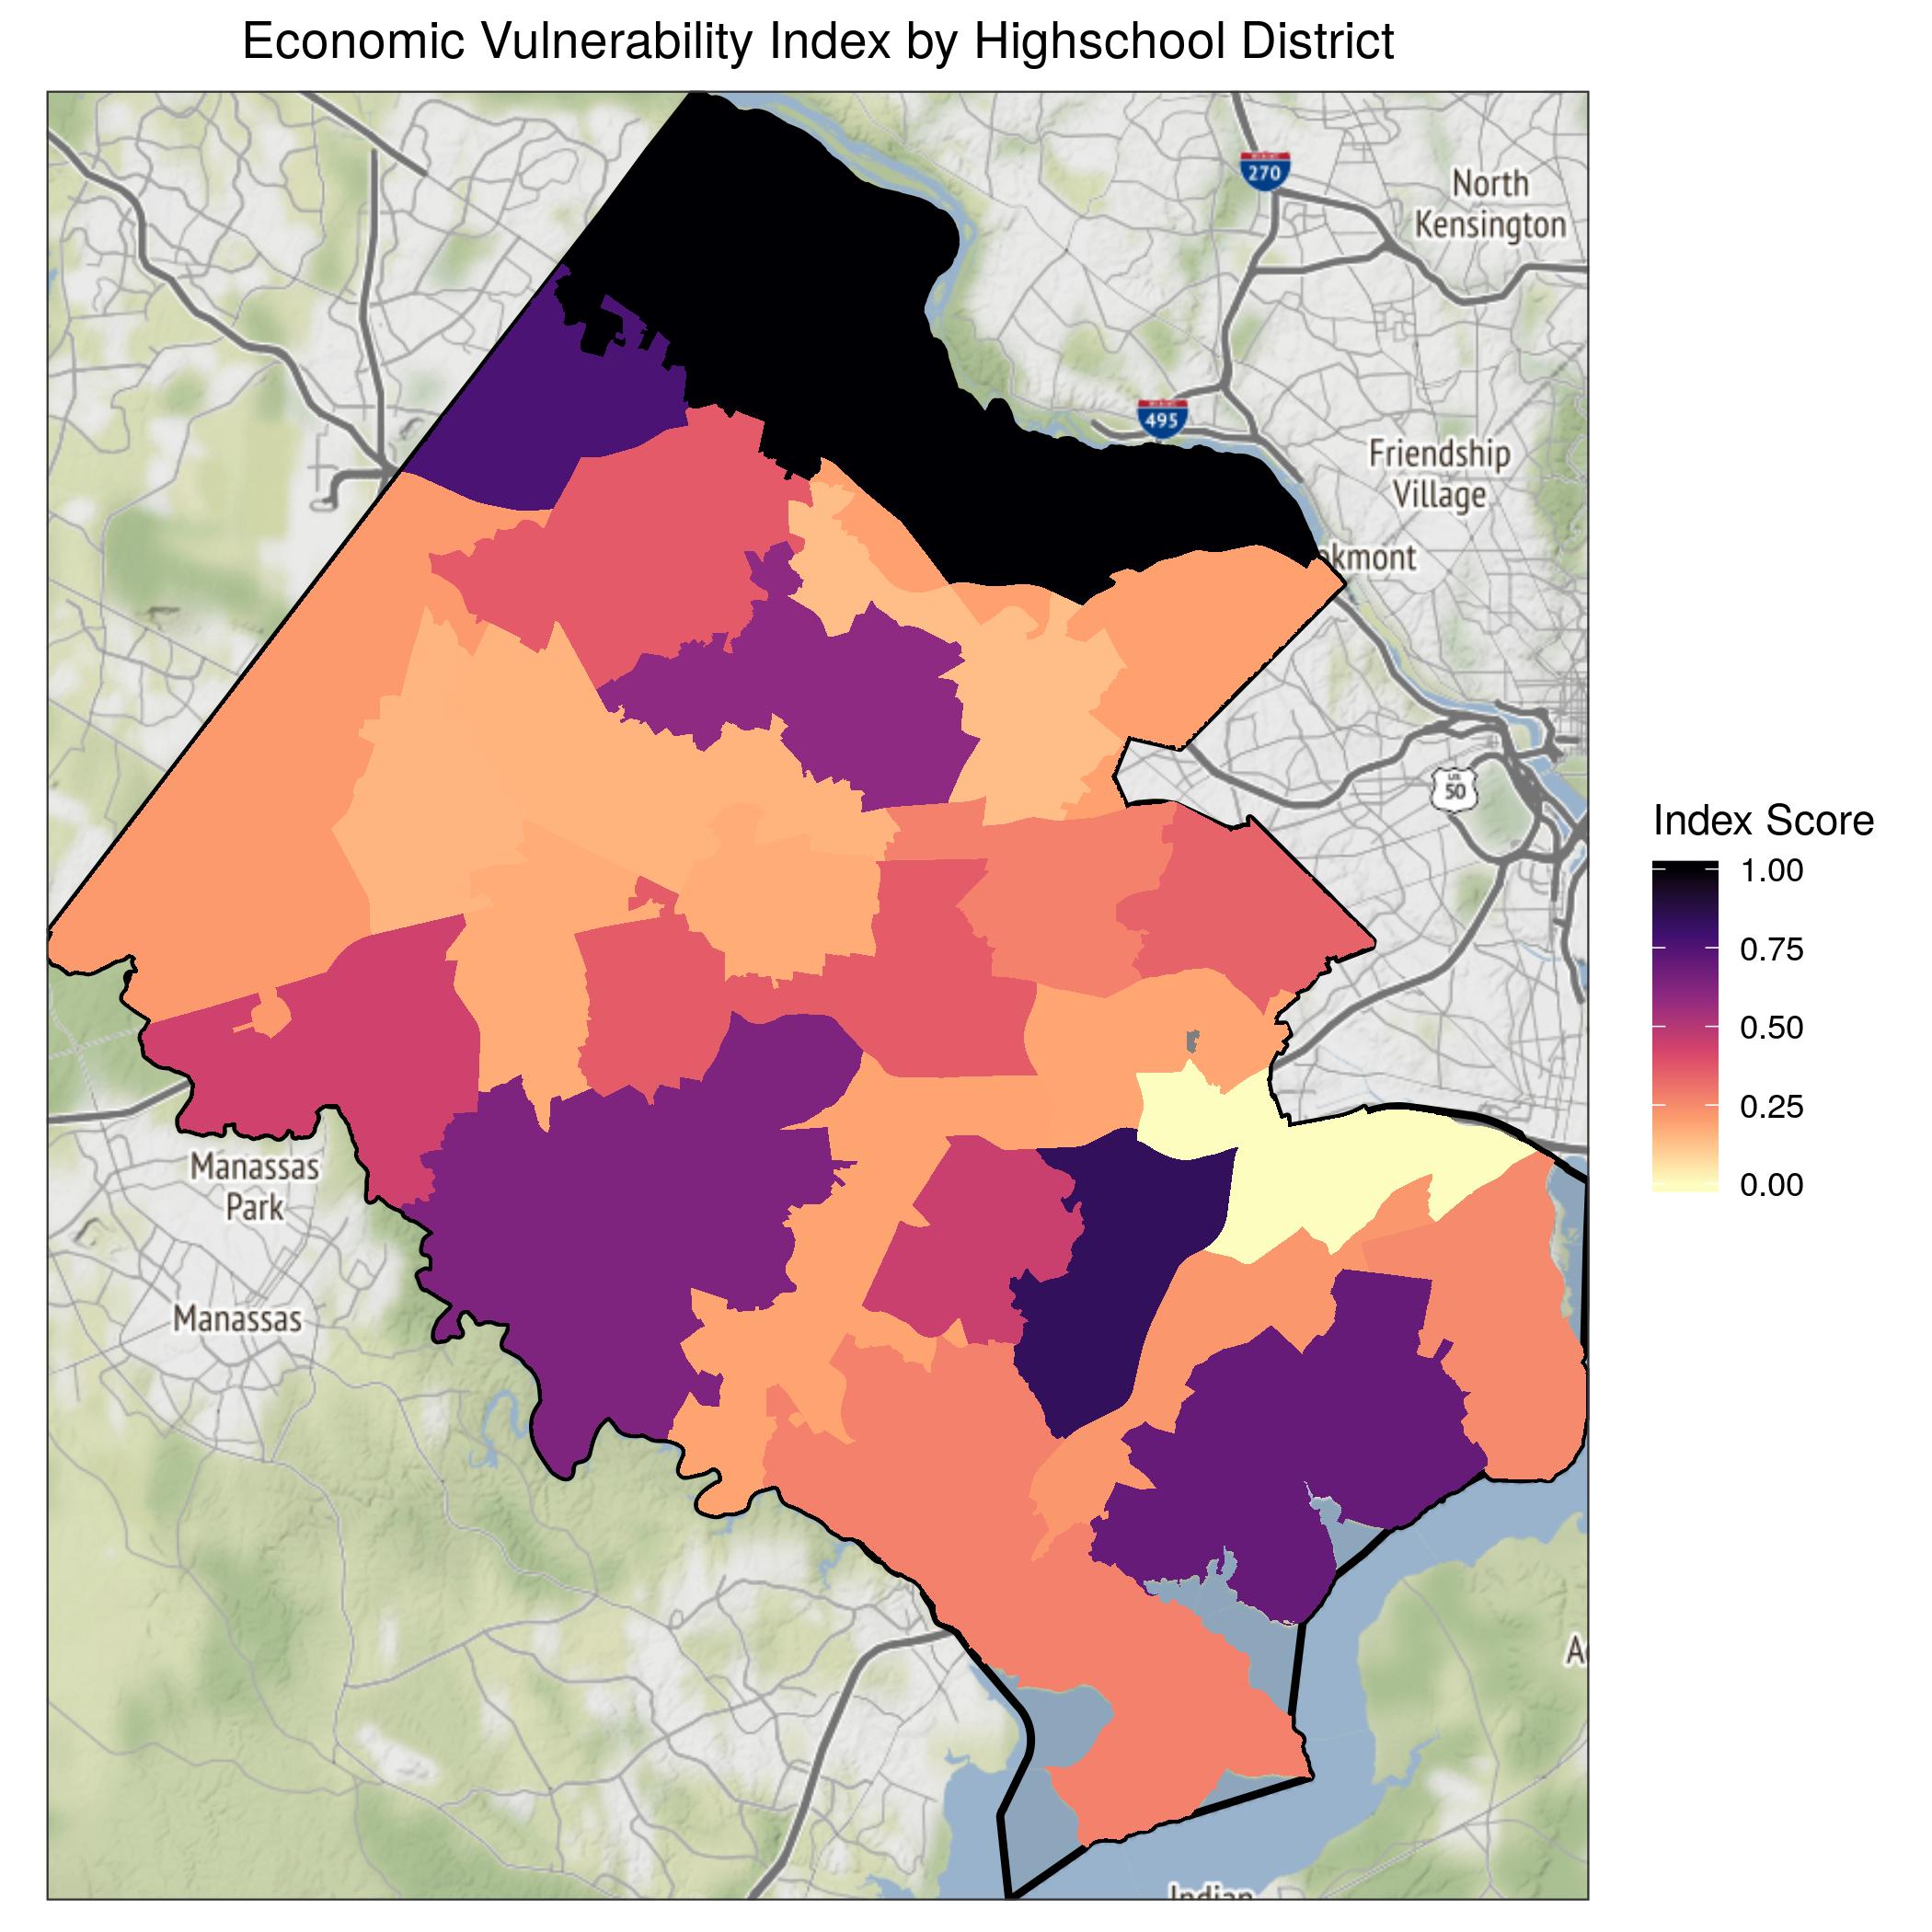 Economic Vulnerability Index by Highschool District
270
North
Kensington
495
Friendship
Village
okmont
US
50
Index Score
1.00
0.75
0.50
0.25
0.00
Manassas
Park
Manassas
A
Indian